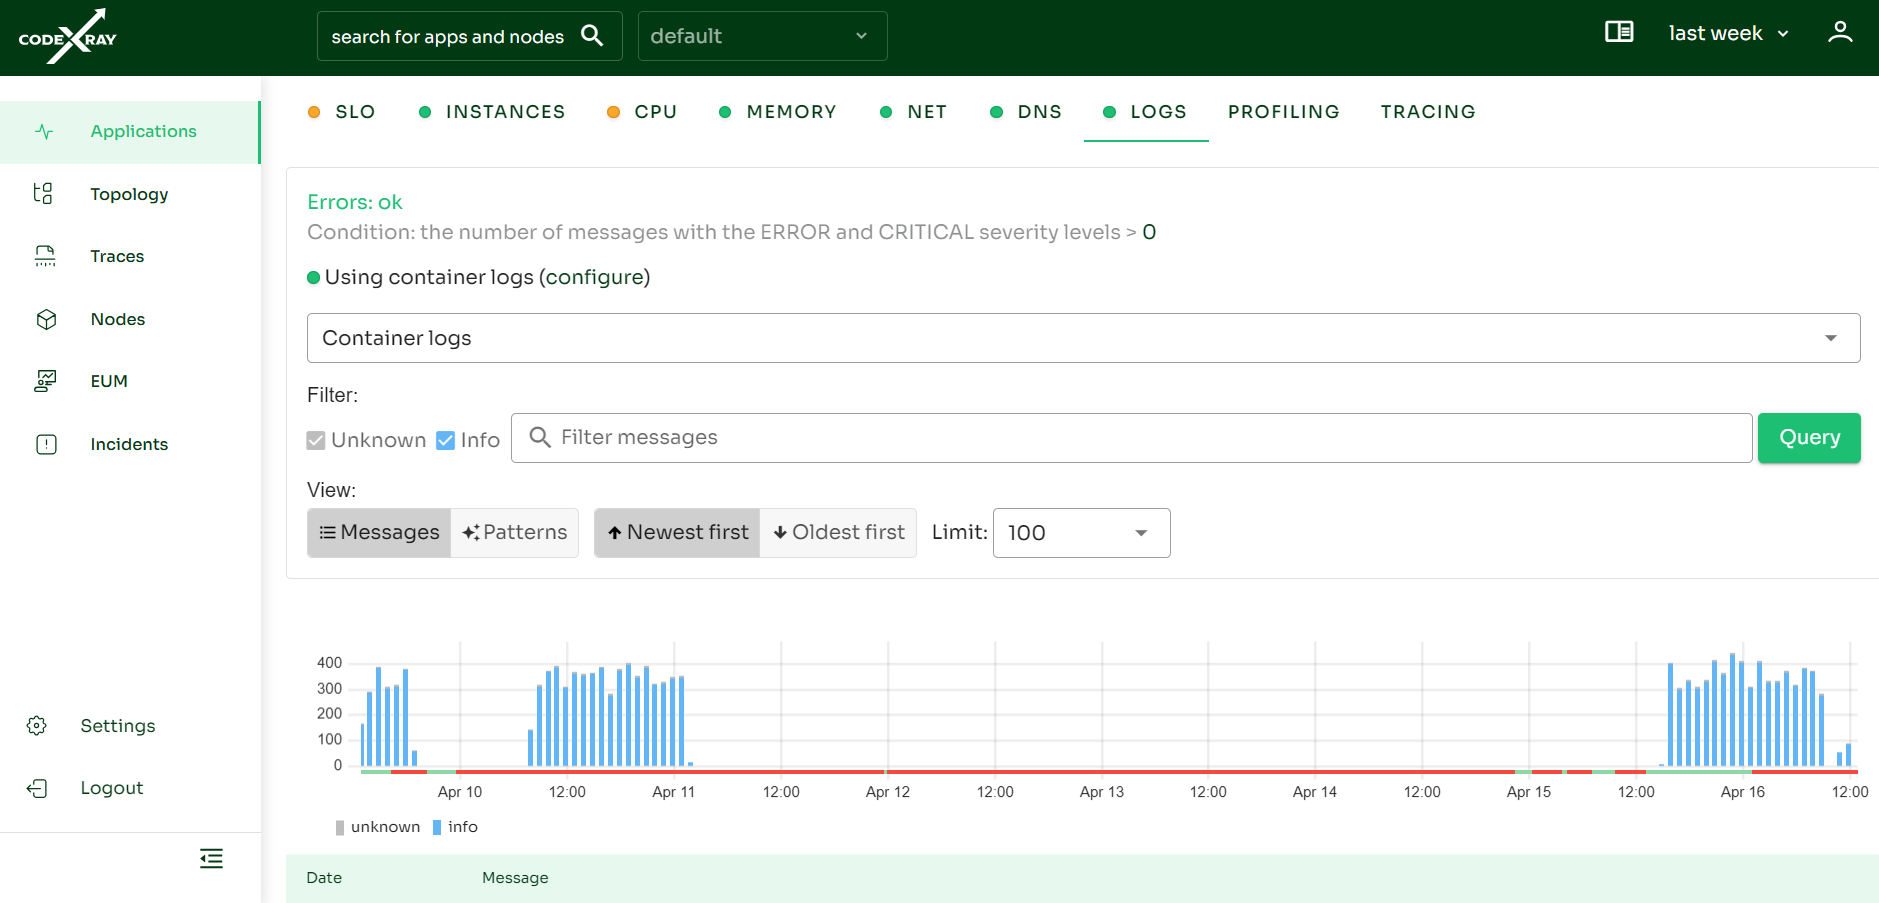 CODE X RAY
search for apps and nodes
default
last week
Applications
Topology
Traces
Nodes
EUM
Incidents
Settings
Logout
SLO INSTANCES CPU MEMORY NET DNS LOGS PROFILING TRACING
Errors: ok
Condition: the number of messages with the ERROR and CRITICAL severity levels > 0
Using container logs (configure)
Container logs
Filter:
Unknown Info Filter messages Query
View:
Messages Patterns Newest first Oldest first Limit: 100
400
300
200
100
0
Apr 10 12:00 Apr 11 12:00 Apr 12 12:00 Apr 13 12:00 Apr 14 12:00 Apr 15 12:00 Apr 16 12:00
unknown info
Date Message